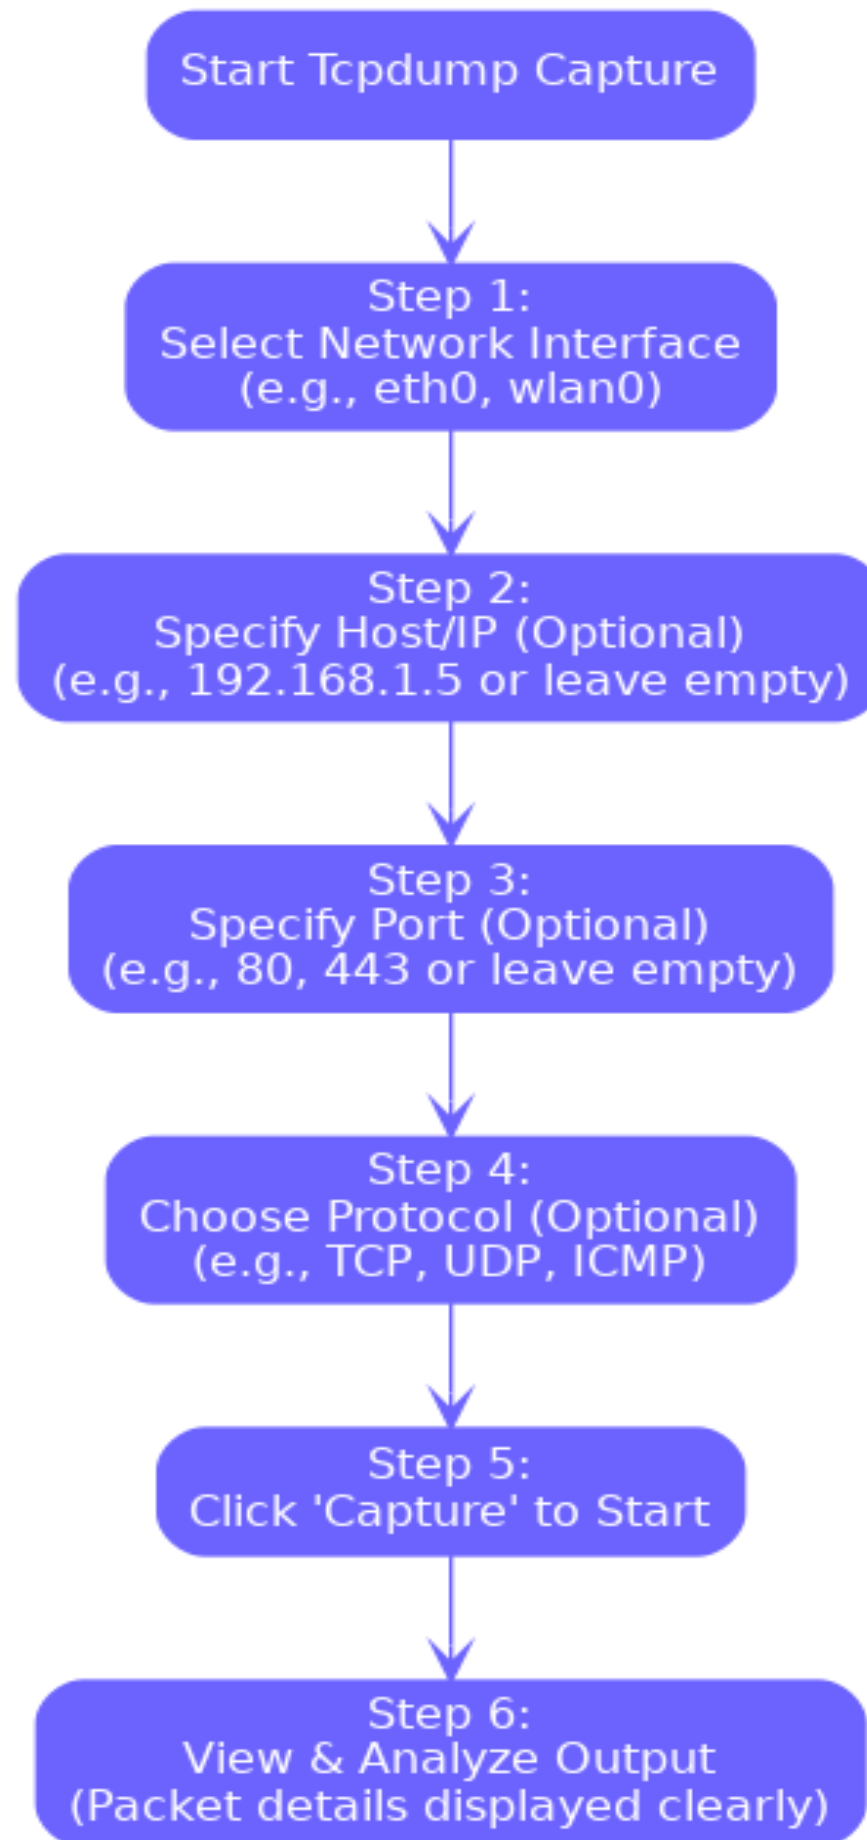 Start Tcpdump Capture
Step 1:
Select Network Interface
(e.g., eth0, wlan0)
Step 2:
Specify Host/IP (Optional)
(e.g., 192.168.1.5 or leave empty)
Step 3:
Specify Port (Optional)
(e.g., 80, 443 or leave empty)
Step 4:
Choose Protocol (Optional)
(e.g., TCP, UDP, ICMP)
Step 5:
Click 'Capture' to Start
Step 6:
View & Analyze Output
(Packet details displayed clearly)